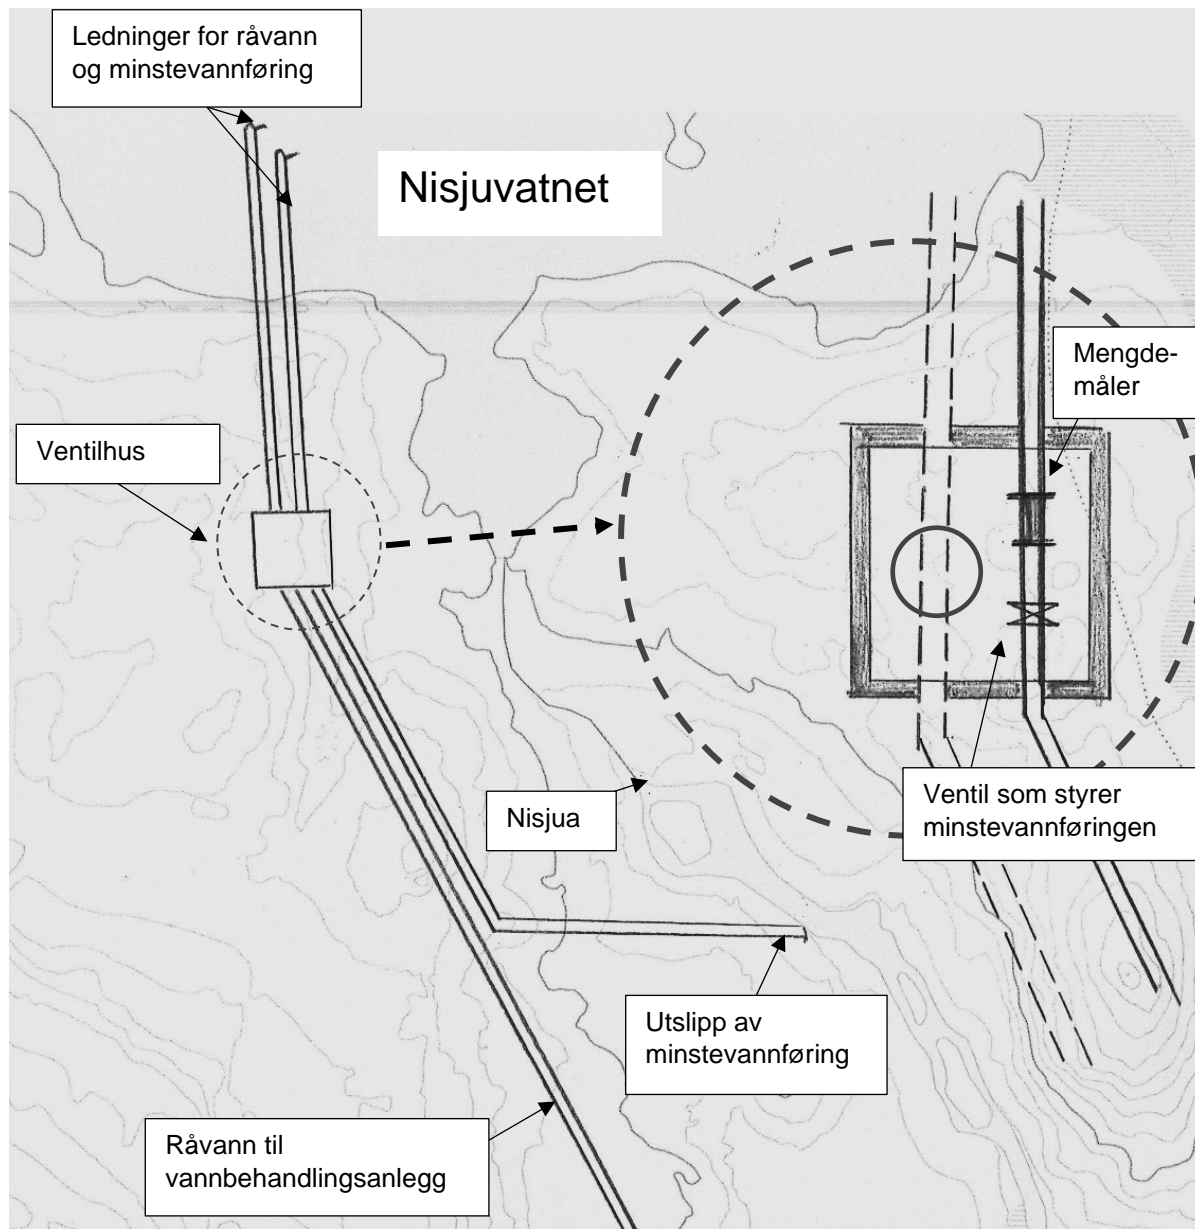 Ledninger for råvann
og minstevannføring
Nisjuvatnet
Mengde-
måler
Ventilhus
Ventil som styrer
minstevannføringen
Nisjua
Utslipp av
minstevannføring
Råvann til
vannbehandlingsanlegg